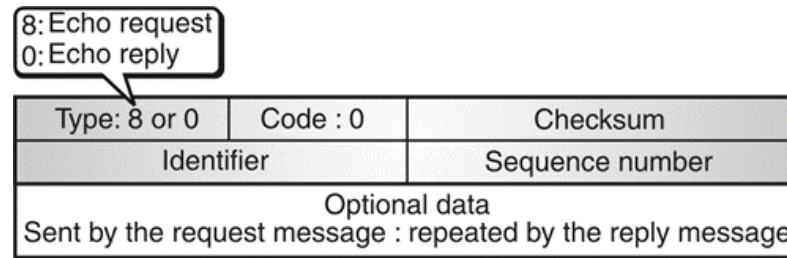 8: Echo request
0: Echo reply
Type: 8 or 0 Code : 0 Checksum
Identifier Sequence number
Optional data
Sent by the request message : repeated by the reply message